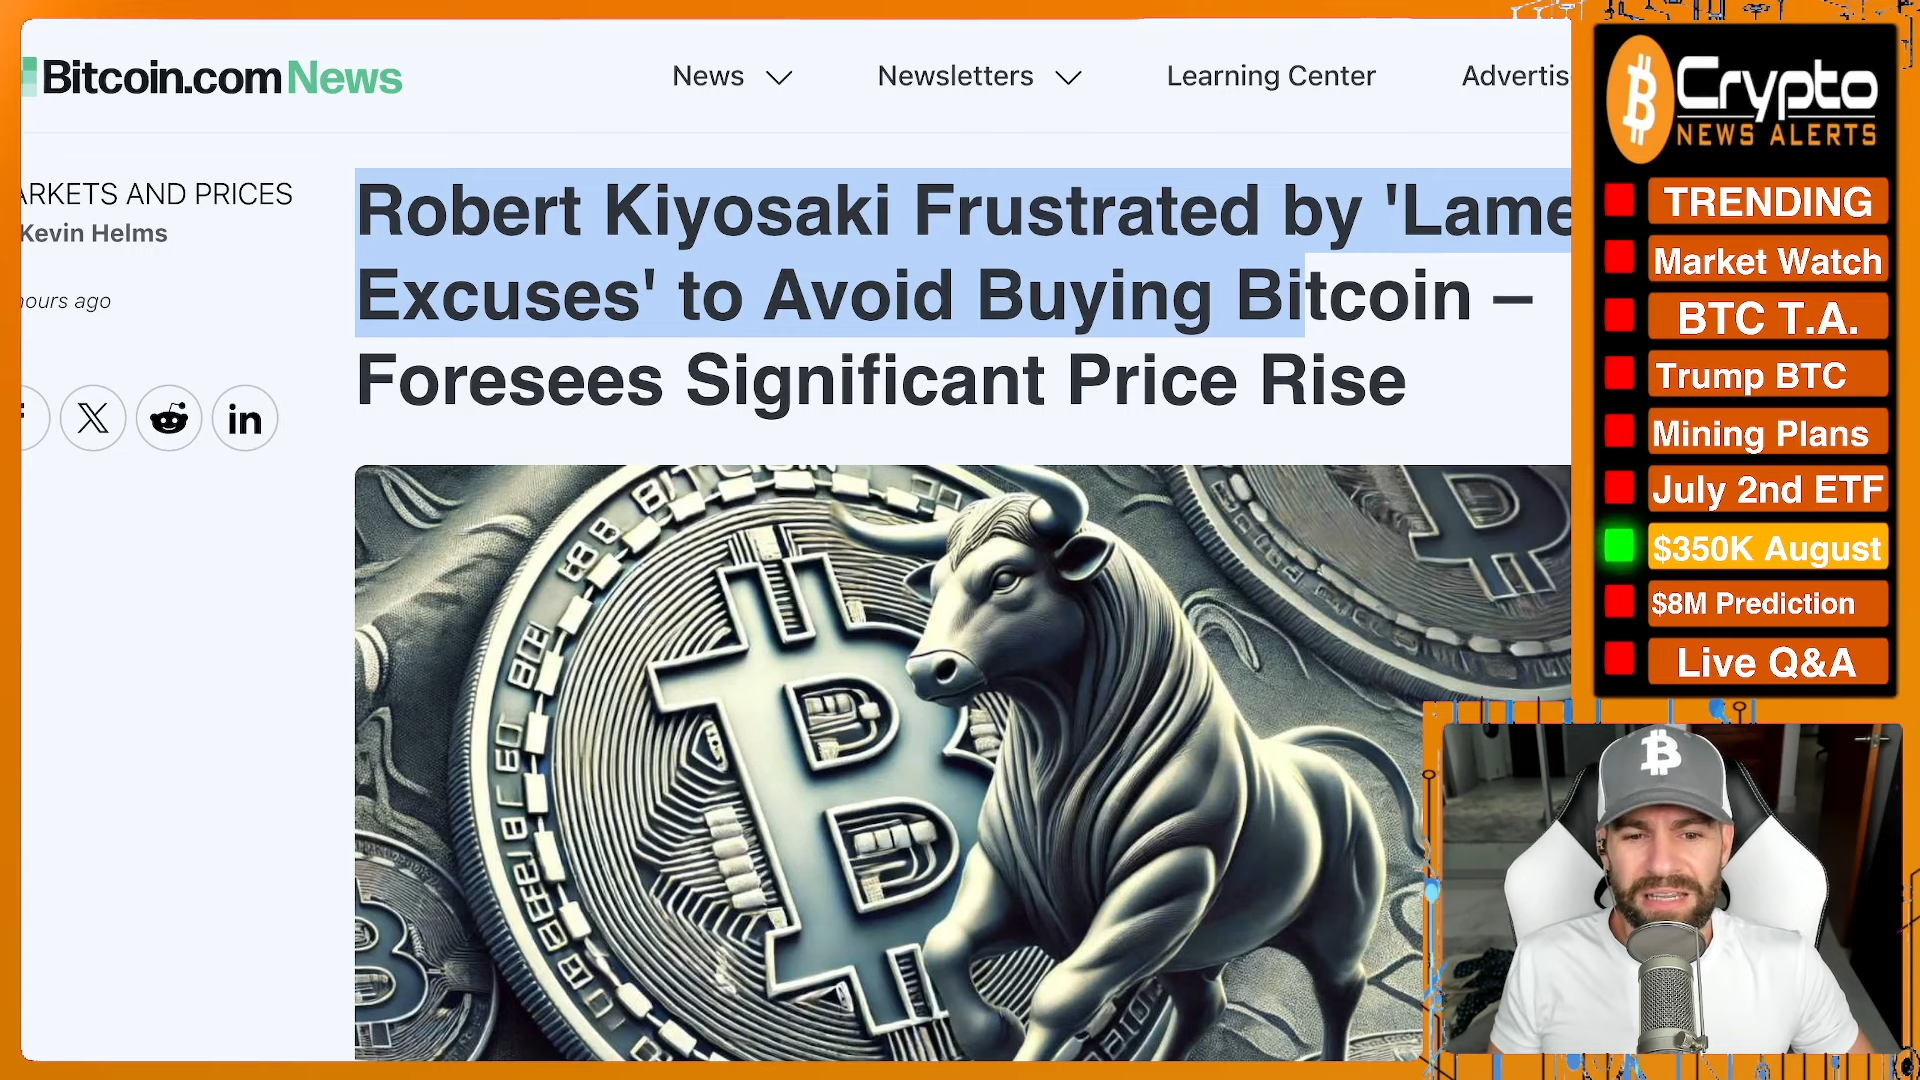 Bitcoin.com News
News
Newsletters
Learning Center
Advertis
ARKETS AND PRICES
Kevin Helms
hours ago
Robert Kiyosaki Frustrated by 'Lame
Excuses' to Avoid Buying Bitcoin –
Foresees Significant Price Rise
Crypto
NEWS ALERTS
TRENDING
Market Watch
BTC T.A.
Trump BTC
Mining Plans
July 2nd ETF
$350K August
$8M Prediction
Live Q&A